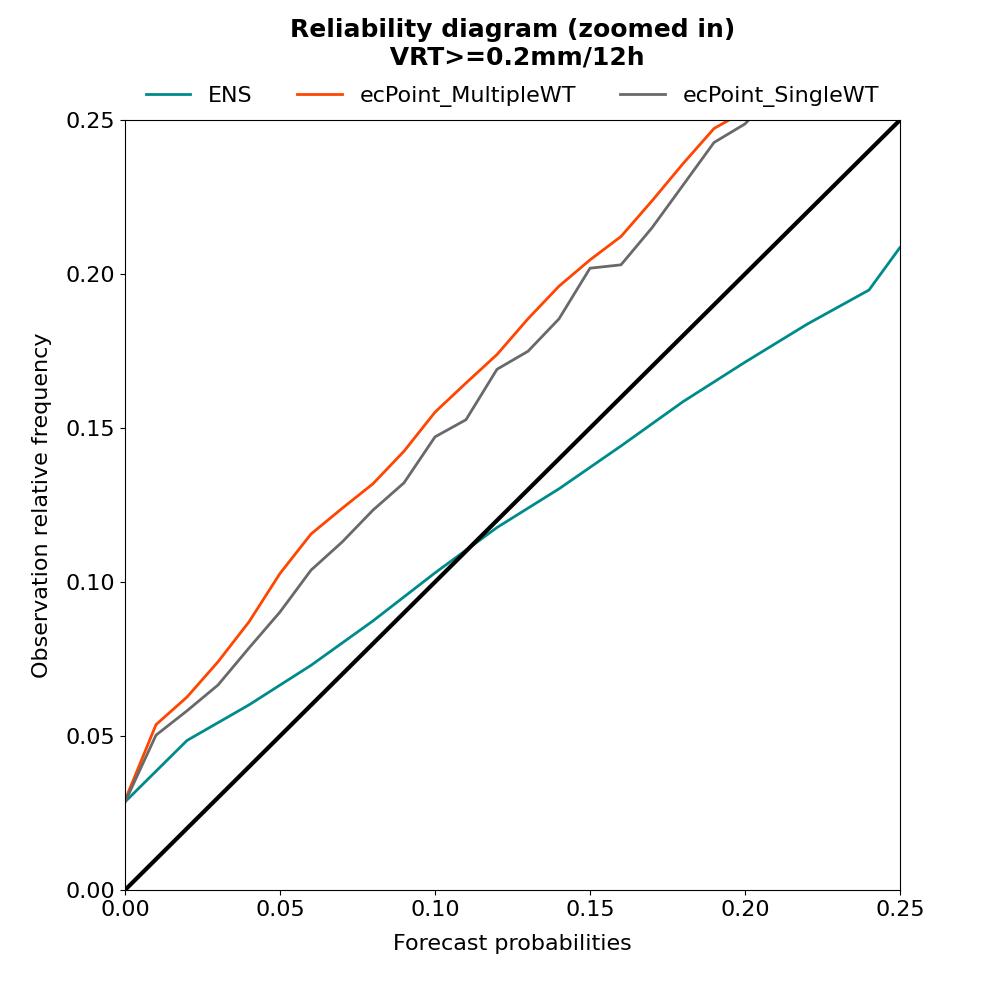 Reliability diagram (zoomed in)
VRT>=0.2mm/12h
ENS ecPoint_MultipleWT ecPoint_SingleWT
0.25
0.20
0.15
0.10
0.05
0.00
Observation relative frequency
0.00 0.05 0.10 0.15 0.20 0.25
Forecast probabilities